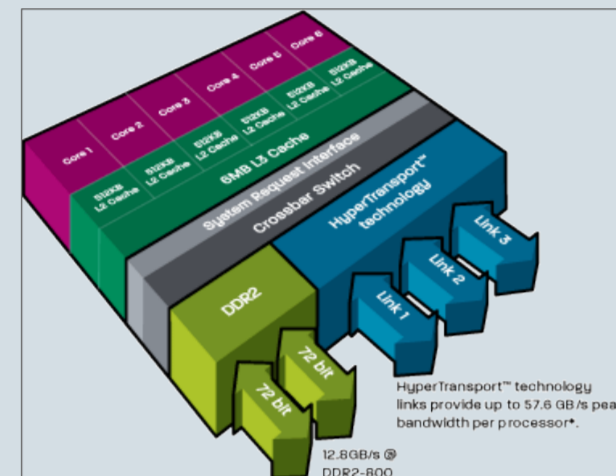 Core 1
Core 2
Core 3
Core 4
Core 5
Core 6
512KB
L2 Cache
512KB
L2 Cache
512KB
L2 Cache
512KB
L2 Cache
512KB
L2 Cache
512KB
L2 Cache
6MB L3 Cache
System Request Interface
Crossbar Switch
HyperTransport™
technology
DDR2
Link 1
Link 2
Link 3
72 bit
72 bit
HyperTransport™ technology
links provide up to 57.6 GB/s pea
bandwidth per processor*.
12.8GB/s @
DDR2-800